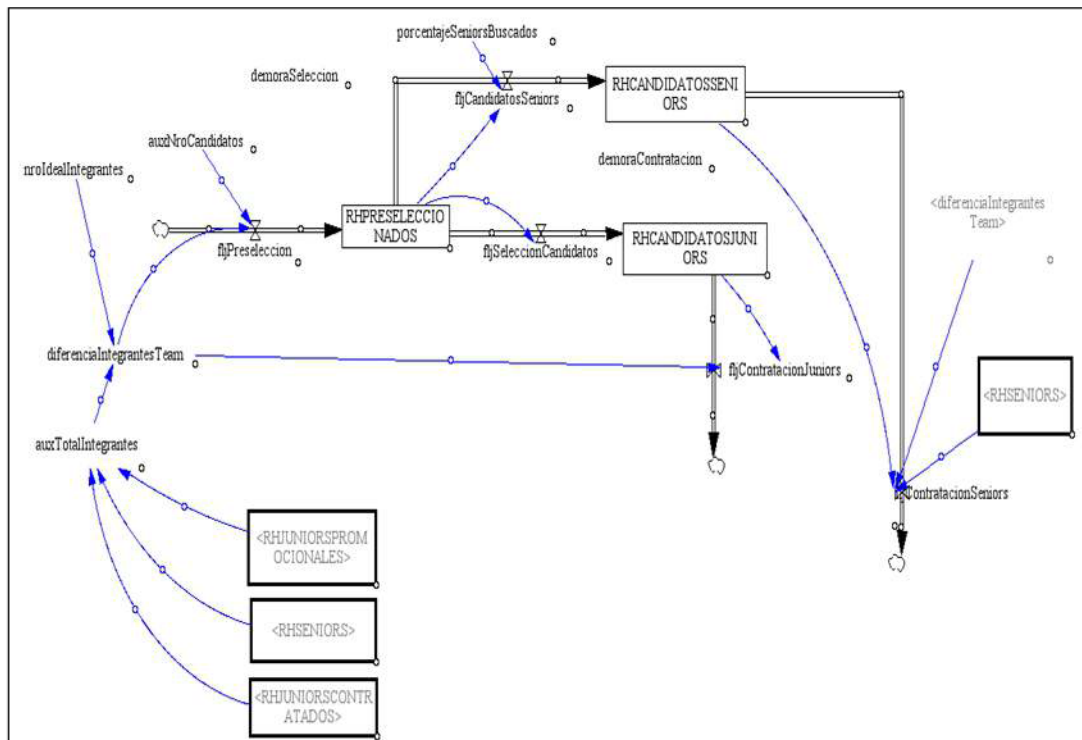 porcentajeSeniorsBuscados
demoraSeleccion
RHCANDIDATOSSENI
ORS
fljCandidatosSeniors
auxNroCandidatos
nroIdealIntegrantes
demoraContratacion
<diferenciaIntegrantes
Team>
RHPRESELECCIO
NADOS
fljPreseleccion
fljSeleccionCandidatos
RHCANDIDATOSJUNI
ORS
diferenciaIntegrantesTeam
fljContratacionJuniors
<RHSENIORS>
auxTotalIntegrantes
ContratacionSeniors
<RHJUNIORSPROM
OCIONALES>
<RHSENIORS>
<RHJUNIORSCONTR
ATADOS>